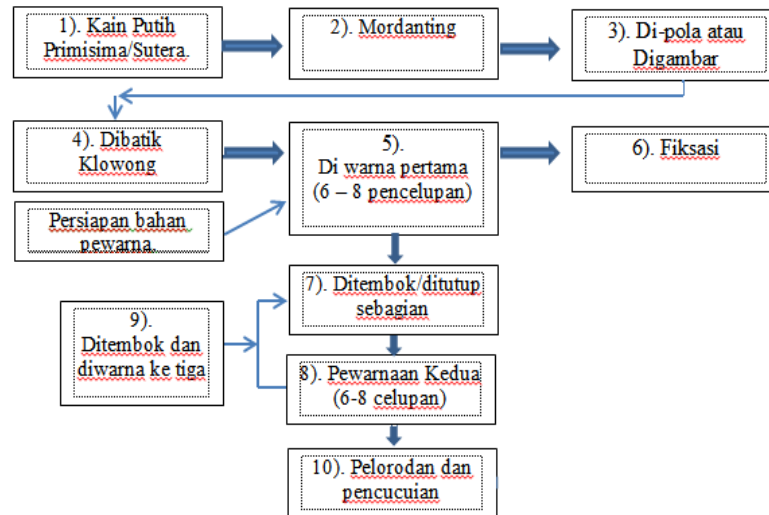 1). Kain Putih
Primisima/Sutera.
2). Mordanting
3). Di-pola atau
Digambar
4). Dibatik
Klowong
5).
Di warna pertama
(6 – 8 pencelupan)
6). Fiksasi
Persiapan bahan
pewarna.
7). Ditembok/ditutup
sebagian
9).
Ditembok dan
diwarna ke tiga
8). Pewarnaan Kedua
(6-8 celupan)
10). Pelorodan dan
pencucuian